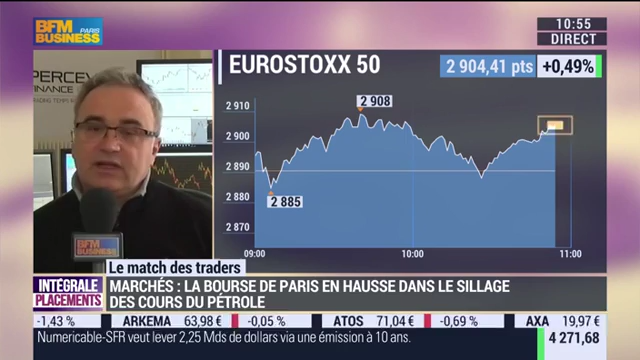 BFM
BUSINESS
PARIS
10:55
DIRECT
EUROSTOXX 50
2 904,41 pts
+0,49%
PERCEV
FINANCE
2 910
2 908
2 900
2 890
2 885
2 880
2 870
09:00
10:00
11:00
BFM
BUSINESS
Le match des traders
INTÉGRALE
PLACEMENTS
MARCHÉS : LA BOURSE DE PARIS EN HAUSSE DANS LE SILLAGE
DES COURS DU PÉTROLE
-1,43% ARKEMA 63,98 € -0,05% ATOS 71,04 € -0,69% AXA 19,97 €
Numericable-SFR veut lever 2,25 Mds de dollars via une émission à 10 ans.
4 271,68